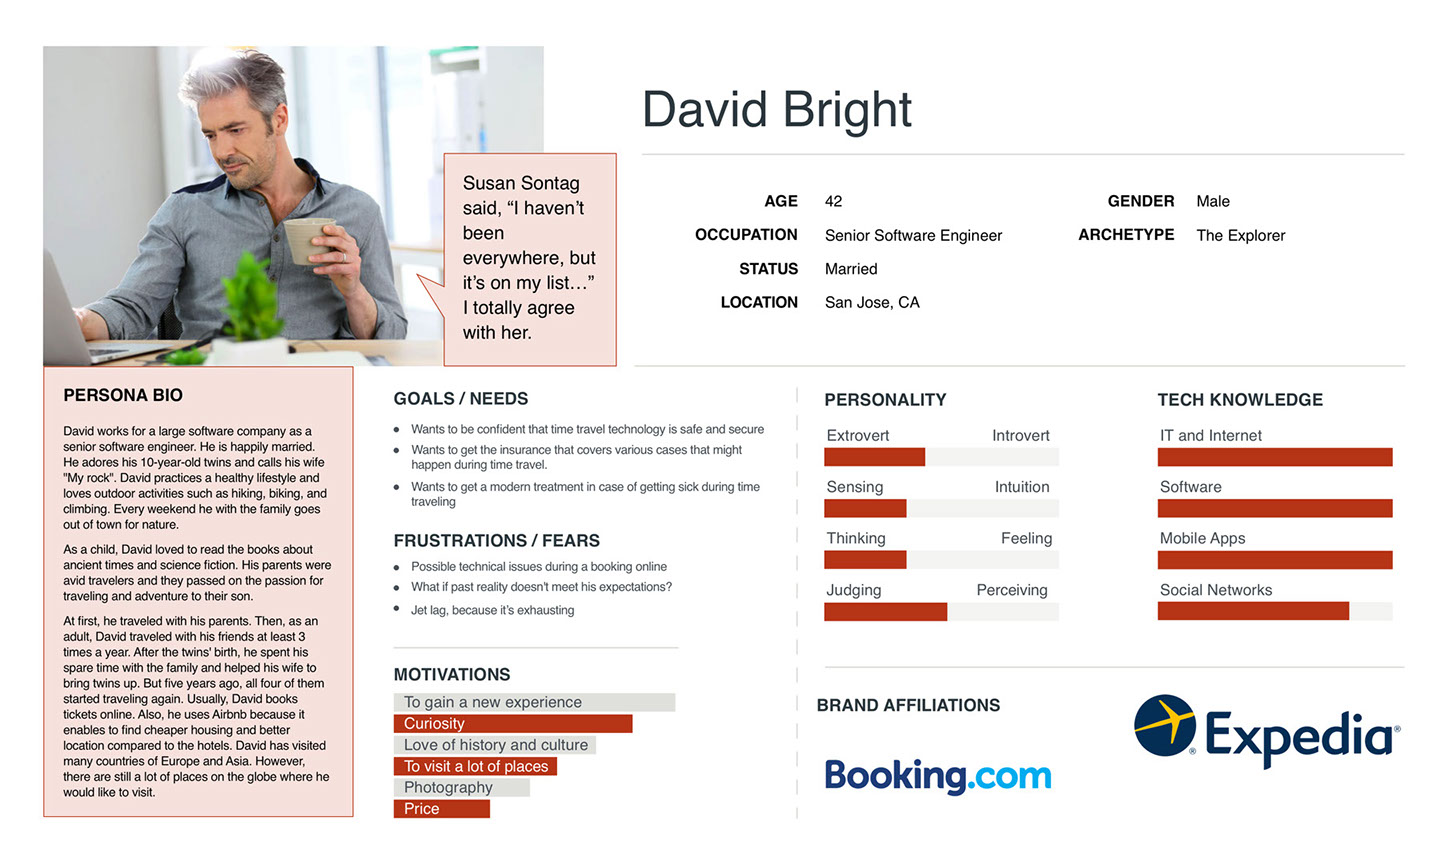 David Bright
Susan Sontag
said, “I haven’t
been
everywhere, but
it’s on my list…”
I totally agree
with her.
AGE 42
OCCUPATION Senior Software Engineer
STATUS Married
LOCATION San Jose, CA
GENDER Male
ARCHETYPE The Explorer
PERSONA BIO
David works for a large software company as a
senior software engineer. He is happily married.
He adores his 10-year-old twins and calls his wife
"My rock". David practices a healthy lifestyle and
loves outdoor activities such as hiking, biking, and
climbing. Every weekend he with the family goes
out of town for nature.
As a child, David loved to read the books about
ancient times and science fiction. His parents were
avid travelers and they passed on the passion for
traveling and adventure to their son.
At first, he traveled with his parents. Then, as an
adult, David traveled with his friends at least 3
times a year. After the twins' birth, he spent his
spare time with the family and helped his wife to
bring twins up. But five years ago, all four of them
started traveling again. Usually, David books
tickets online. Also, he uses Airbnb because it
enables to find cheaper housing and better
location compared to the hotels. David has visited
many countries of Europe and Asia. However,
there are still a lot of places on the globe where he
would like to visit.
GOALS / NEEDS
• Wants to be confident that time travel technology is safe and secure
• Wants to get the insurance that covers various cases that might
happen during time travel.
• Wants to get a modern treatment in case of getting sick during time
traveling
FRUSTRATIONS / FEARS
• Possible technical issues during a booking online
• What if past reality doesn't meet his expectations?
• Jet lag, because it’s exhausting
MOTIVATIONS
To gain a new experience
Curiosity
Love of history and culture
To visit a lot of places
Photography
Price
PERSONALITY
Extrovert Introvert
Sensing Intuition
Thinking Feeling
Judging Perceiving
TECH KNOWLEDGE
IT and Internet
Software
Mobile Apps
Social Networks
BRAND AFFILIATIONS
Booking.com
® Expedia®